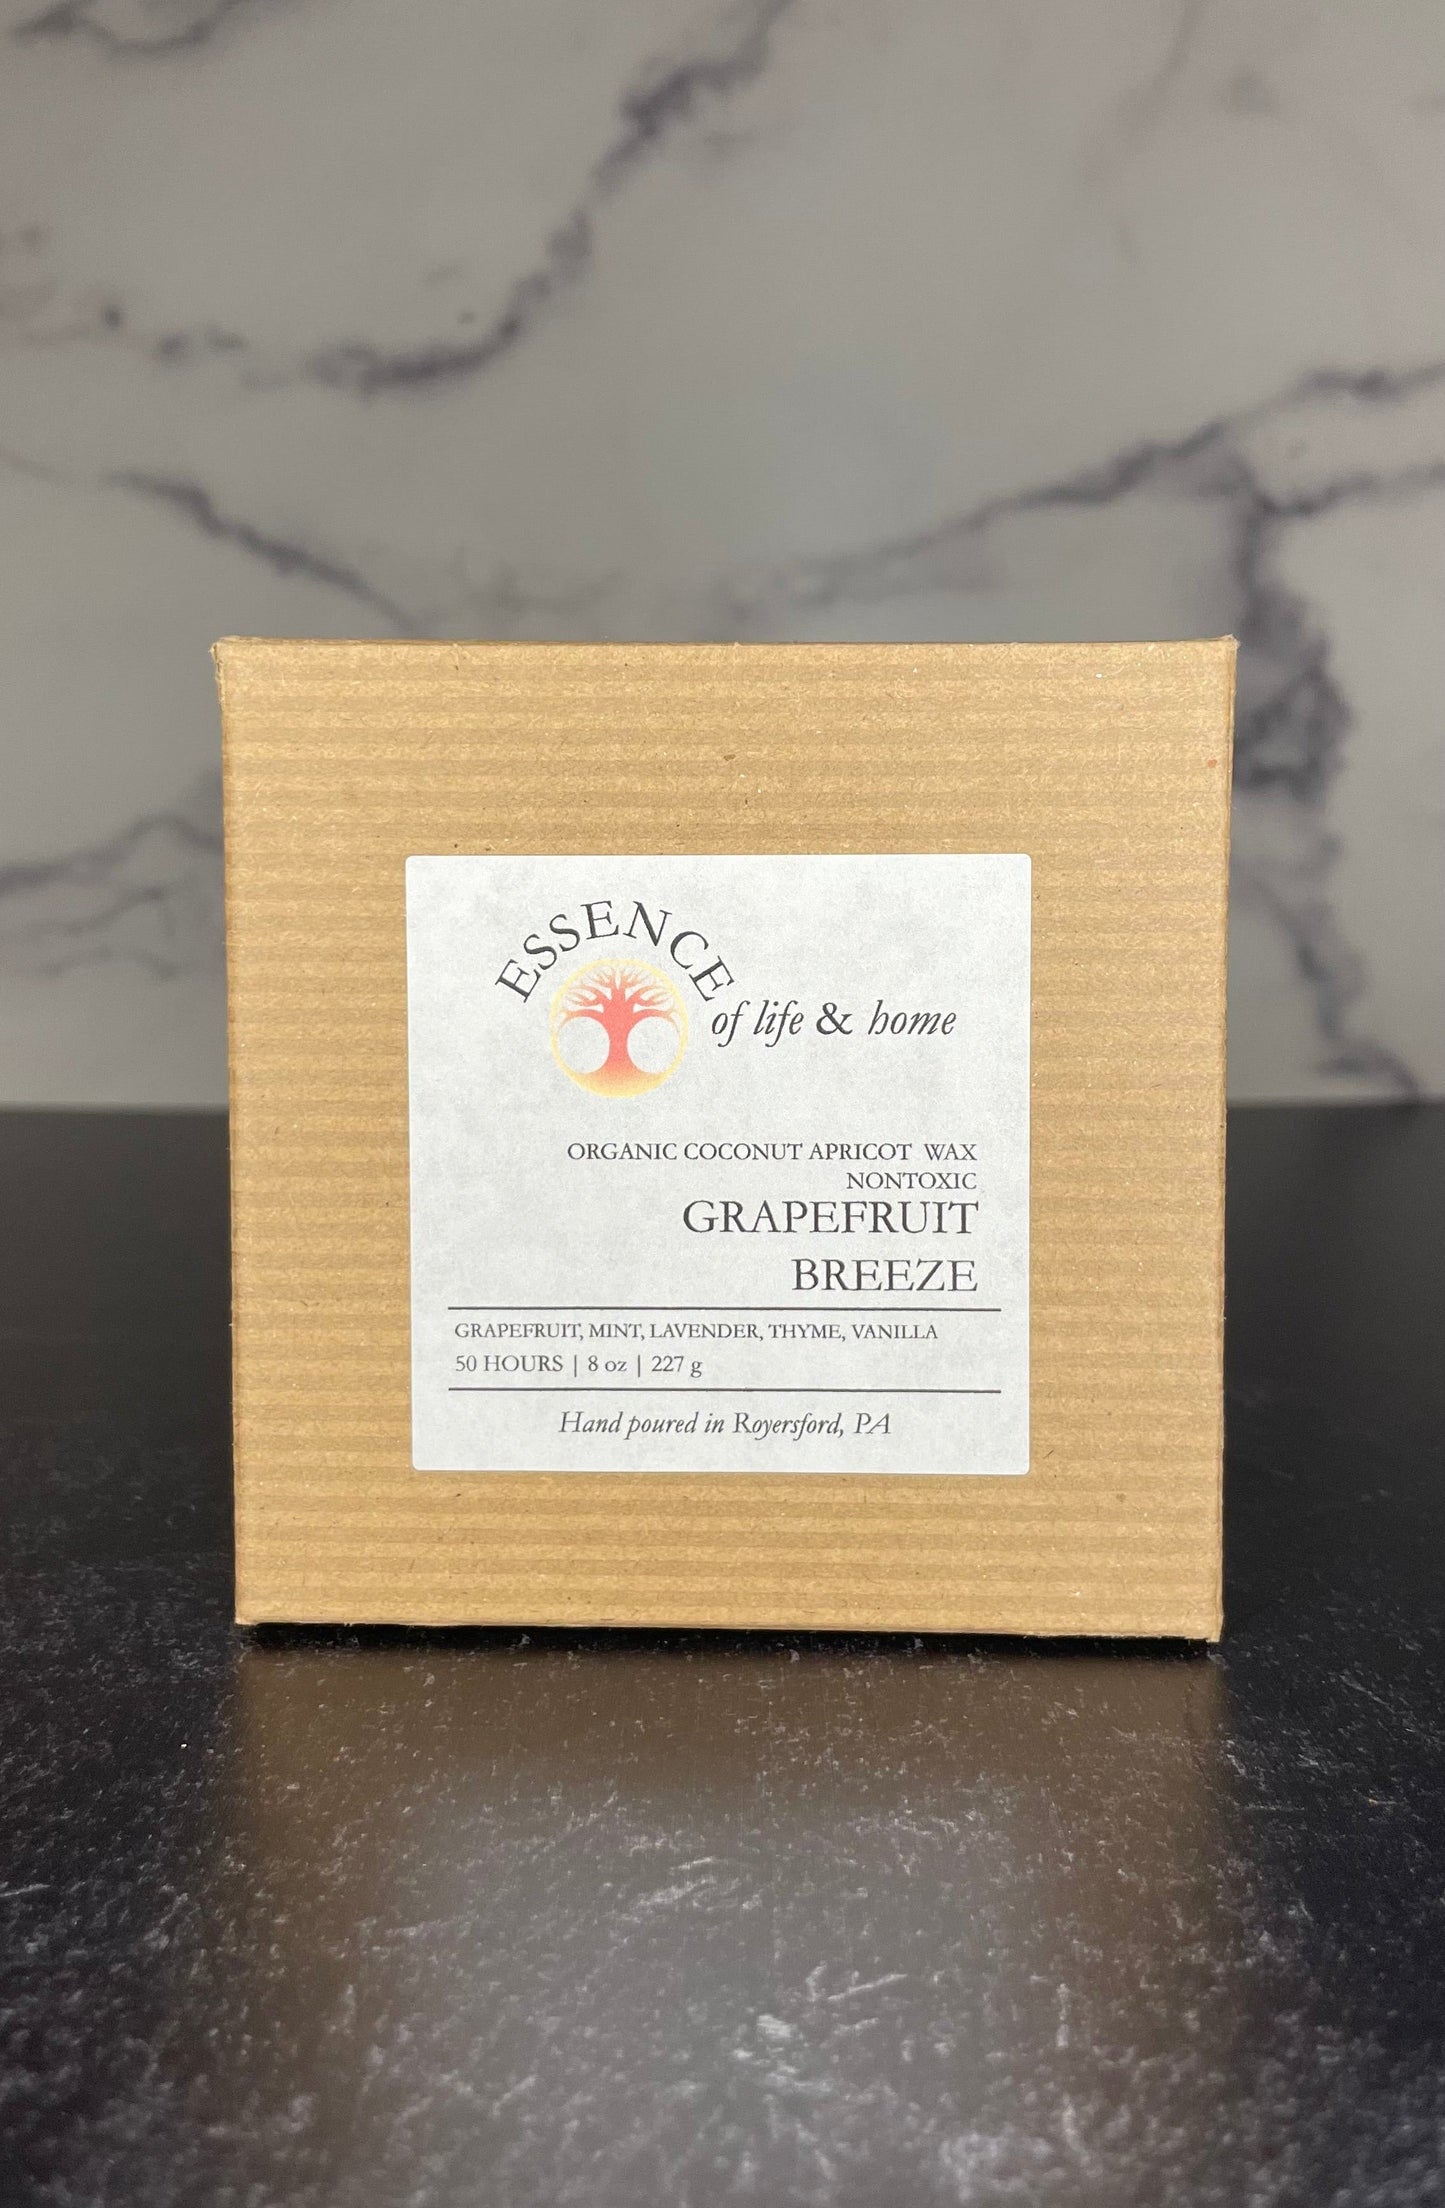 ESSENCE
of life & home
ORGANIC COCONUT APRICOT WAX
NONTOXIC
GRAPEFRUIT
BREEZE
GRAPEFRUIT, MINT, LAVENDER, THYME, VANILLA
50 HOURS | 8 oz | 227 g
Hand poured in Royersford, PA